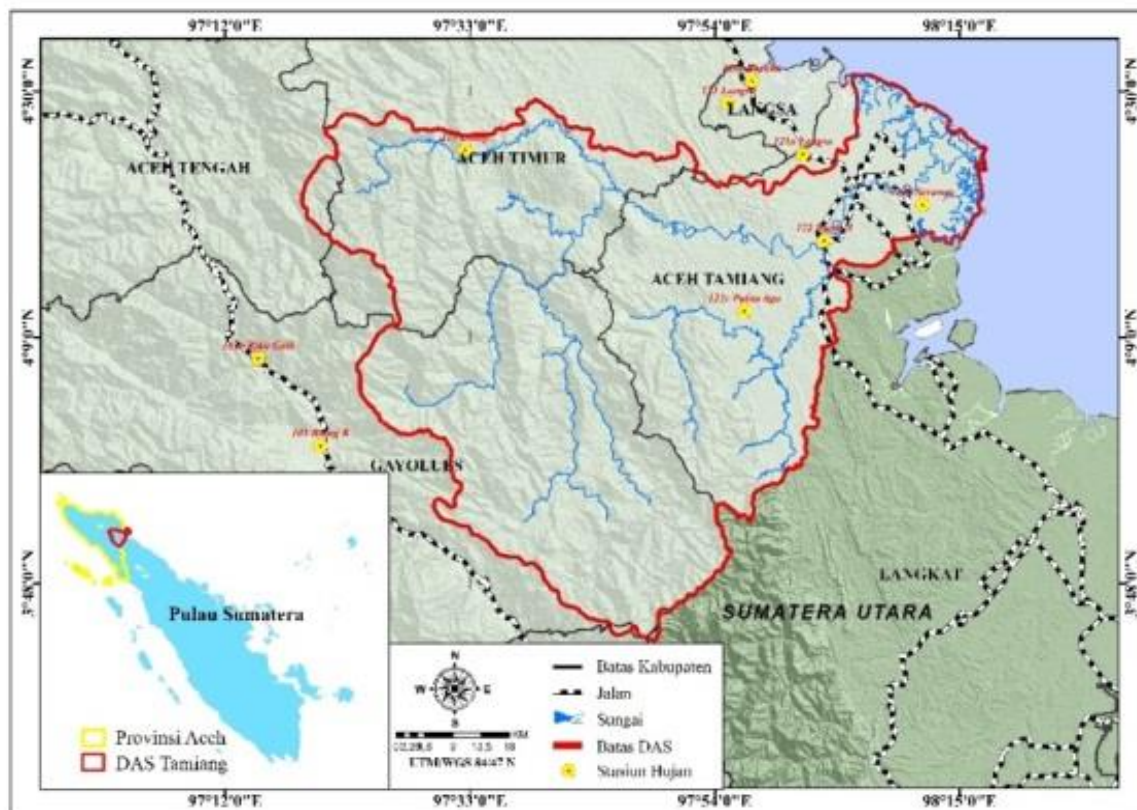 97°12'0"E 97°33'0"E 97°54'0"E 98°15'0"E
4°30'0"N
4°9'0"N
3°48'0"N
LANGSA
ACEH TENGAH
ACEH TIMUR
ACEH TAMIANG
GAYOLUES
LANGKAT
SUMATERA UTARA
Pulau Sumatera
Provinsi Aceh
DAS Tamiang
N
W E
S
KM
UTM/WGS 84/47 N
Batas Kabupaten
Jalan
Sungai
Batas DAS
Stasiun Hujan
97°12'0"E 97°33'0"E 97°54'0"E 98°15'0"E